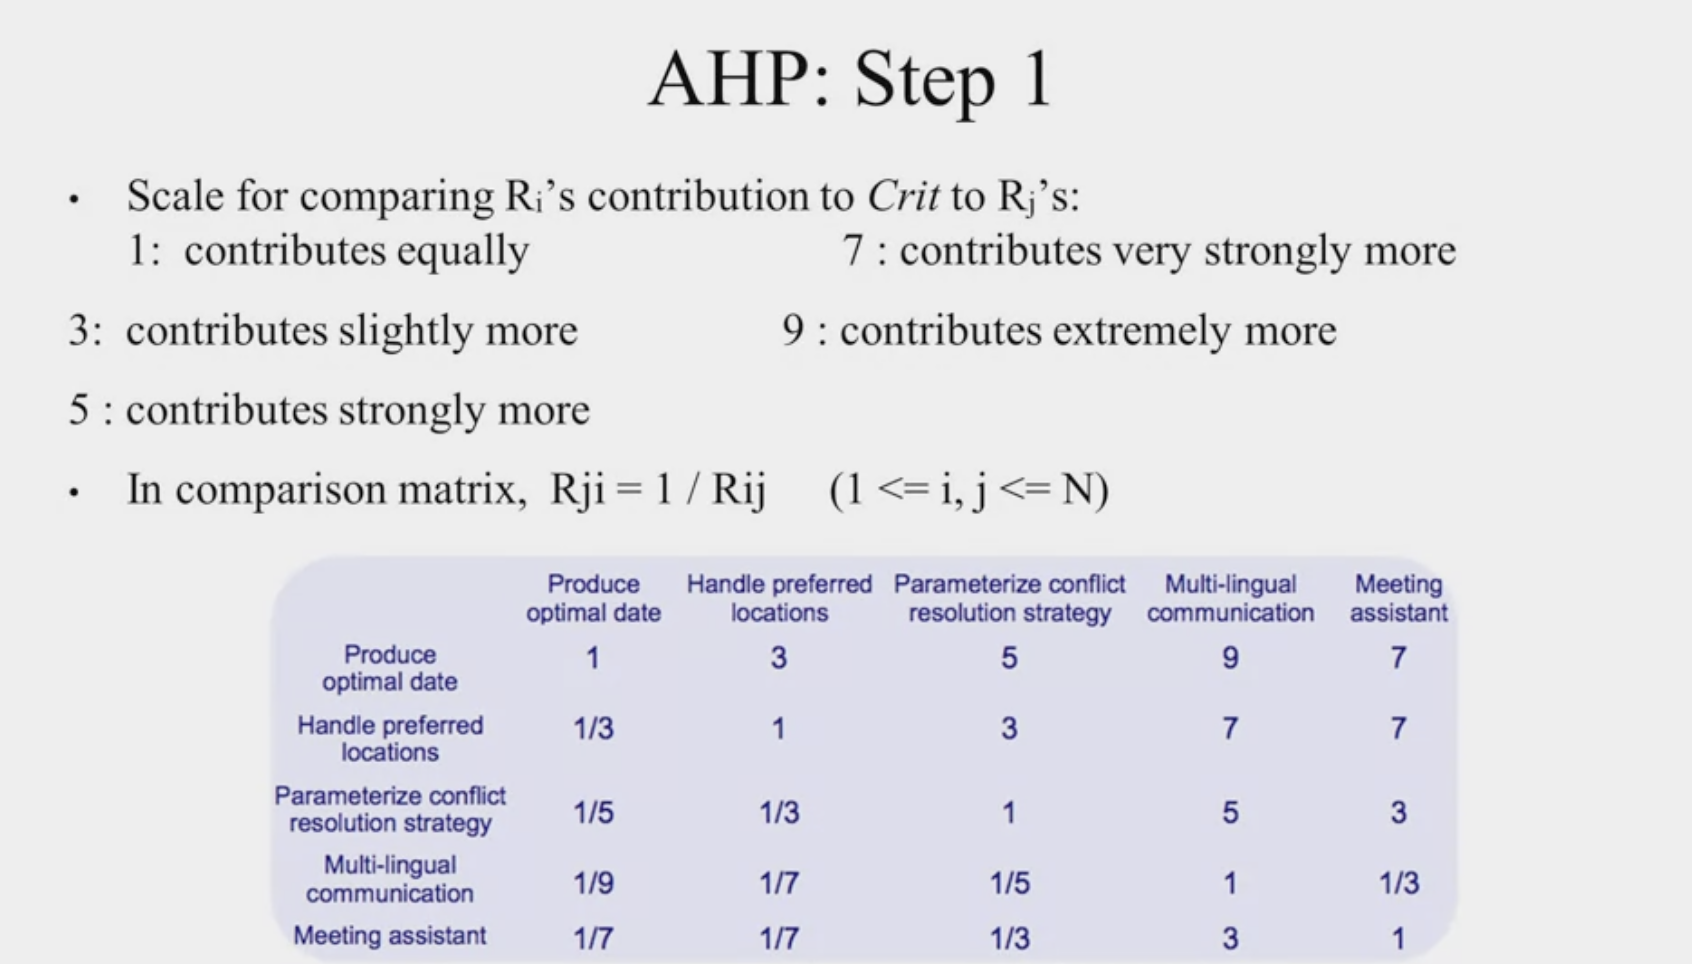 AHP: Step 1
• Scale for comparing Ri's contribution to Crit to Rj's:
1: contributes equally 7 : contributes very strongly more
3: contributes slightly more 9 : contributes extremely more
5 : contributes strongly more
• In comparison matrix, Rji = 1 / Rij (1 <= i, j <= N)
Produce Handle preferred Parameterize conflict Multi-lingual Meeting
optimal date locations resolution strategy communication assistant
Produce
optimal date 1 3 5 9 7
Handle preferred
locations 1/3 1 3 7 7
Parameterize conflict
resolution strategy 1/5 1/3 1 5 3
Multi-lingual
communication 1/9 1/7 1/5 1 1/3
Meeting assistant 1/7 1/7 1/3 3 1